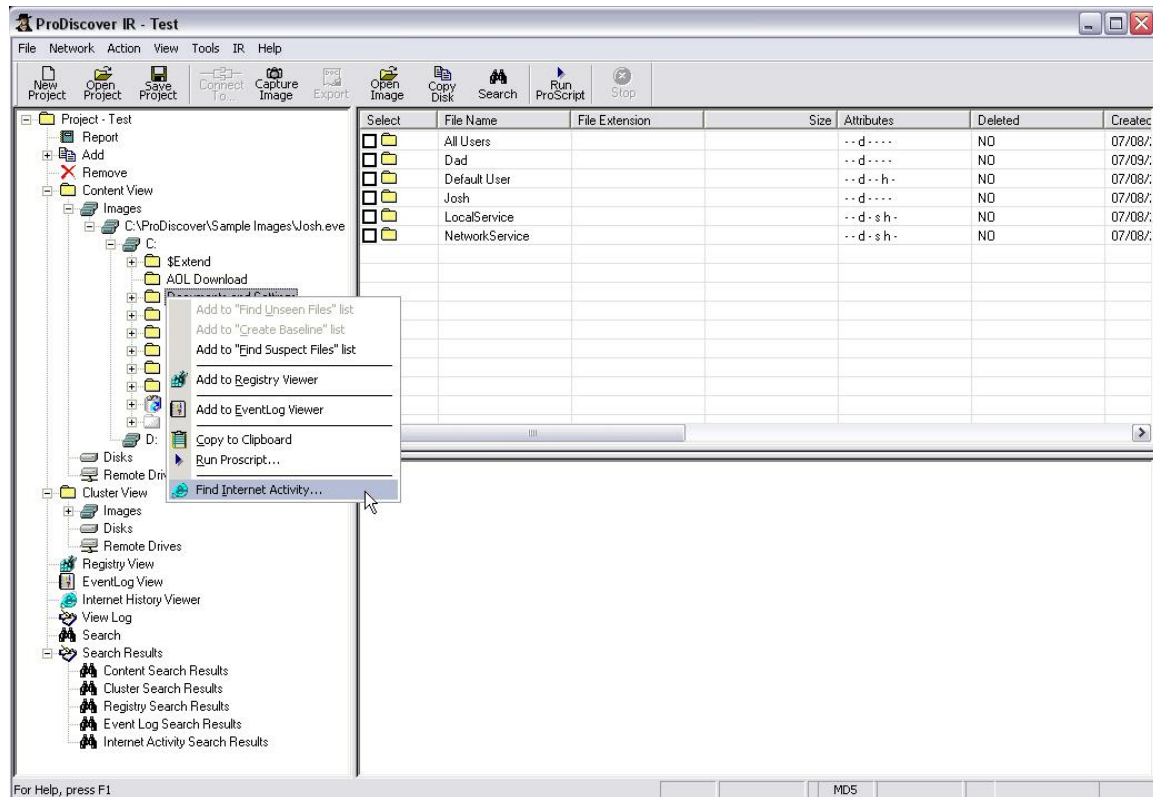 ProDiscover IR - Test
File Network Action View Tools IR Help
New Project
Open Project
Save Project
Connect To...
Capture Image
Export
Open Image
Copy Disk
Search
Run ProScript
Stop
Project - Test
Report
Add
Remove
Content View
Images
C:\ProDiscover\Sample Images\Josh.eve
C:
$Extend
AOL Download
Documents and Settings
D:
Disks
Remote Driv
Cluster View
Images
Disks
Remote Drives
Registry View
EventLog View
Internet History Viewer
View Log
Search
Search Results
Content Search Results
Cluster Search Results
Registry Search Results
Event Log Search Results
Internet Activity Search Results
Add to "Find Unseen Files" list
Add to "Create Baseline" list
Add to "Find Suspect Files" list
Add to Registry Viewer
Add to EventLog Viewer
Copy to Clipboard
Run Proscript...
Find Internet Activity...
Select File Name File Extension Size Attributes Deleted Created
All Users - - d - - - - NO 07/08/
Dad - - d - - - - NO 07/09/
Default User - - d - - h - NO 07/08/
Josh - - d - - - - NO 07/08/
LocalService - - d - s h - NO 07/08/
NetworkService - - d - s h - NO 07/08/
For Help, press F1
MD5